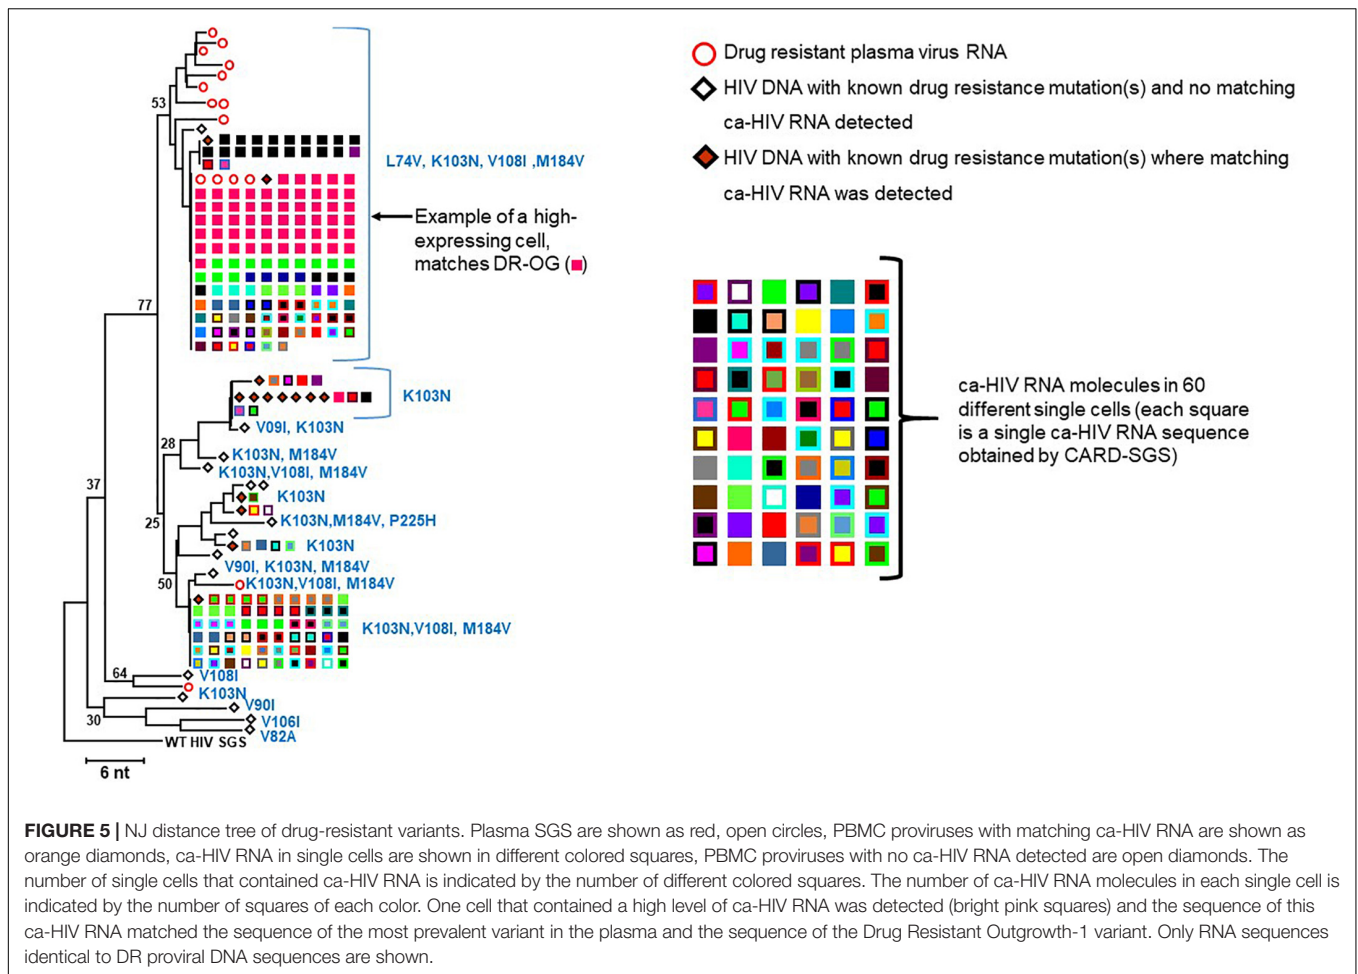 53
L74V, K103N, V108I ,M184V
Example of a high-
expressing cell,
matches DR-OG ( )
77
K103N
V09I, K103N
28
K103N, M184V
K103N,V108I, M184V
37
K103N
25
K103N,M184V, P225H
K103N
V90I, K103N, M184V
50
K103N,V108I, M184V
K103N,V108I, M184V
64
V108I
K103N
V90I
30
V106I
V82A
WT HIV SGS
6 nt
Drug resistant plasma virus RNA
HIV DNA with known drug resistance mutation(s) and no matching
ca-HIV RNA detected
HIV DNA with known drug resistance mutation(s) where matching
ca-HIV RNA was detected
ca-HIV RNA molecules in 60
different single cells (each square
is a single ca-HIV RNA sequence
obtained by CARD-SGS)
FIGURE 5 | NJ distance tree of drug-resistant variants. Plasma SGS are shown as red, open circles, PBMC proviruses with matching ca-HIV RNA are shown as
orange diamonds, ca-HIV RNA in single cells are shown in different colored squares, PBMC proviruses with no ca-HIV RNA detected are open diamonds. The
number of single cells that contained ca-HIV RNA is indicated by the number of different colored squares. The number of ca-HIV RNA molecules in each single cell is
indicated by the number of squares of each color. One cell that contained a high level of ca-HIV RNA was detected (bright pink squares) and the sequence of this
ca-HIV RNA matched the sequence of the most prevalent variant in the plasma and the sequence of the Drug Resistant Outgrowth-1 variant. Only RNA sequences
identical to DR proviral DNA sequences are shown.